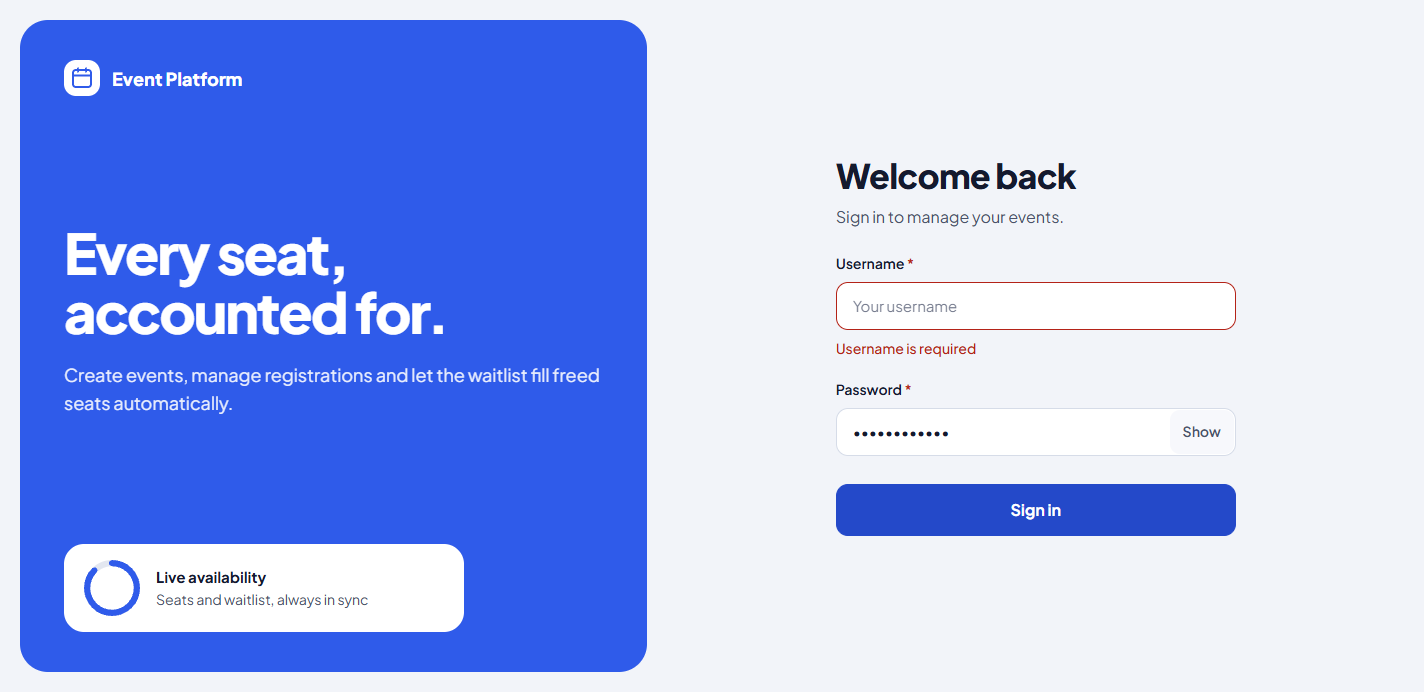 Event Platform
Every seat,
accounted for.
Create events, manage registrations and let the waitlist fill freed
seats automatically.
Live availability
Seats and waitlist, always in sync
Welcome back
Sign in to manage your events.
Username *
Your username
Username is required
Password *
••••••••••••
Show
Sign in